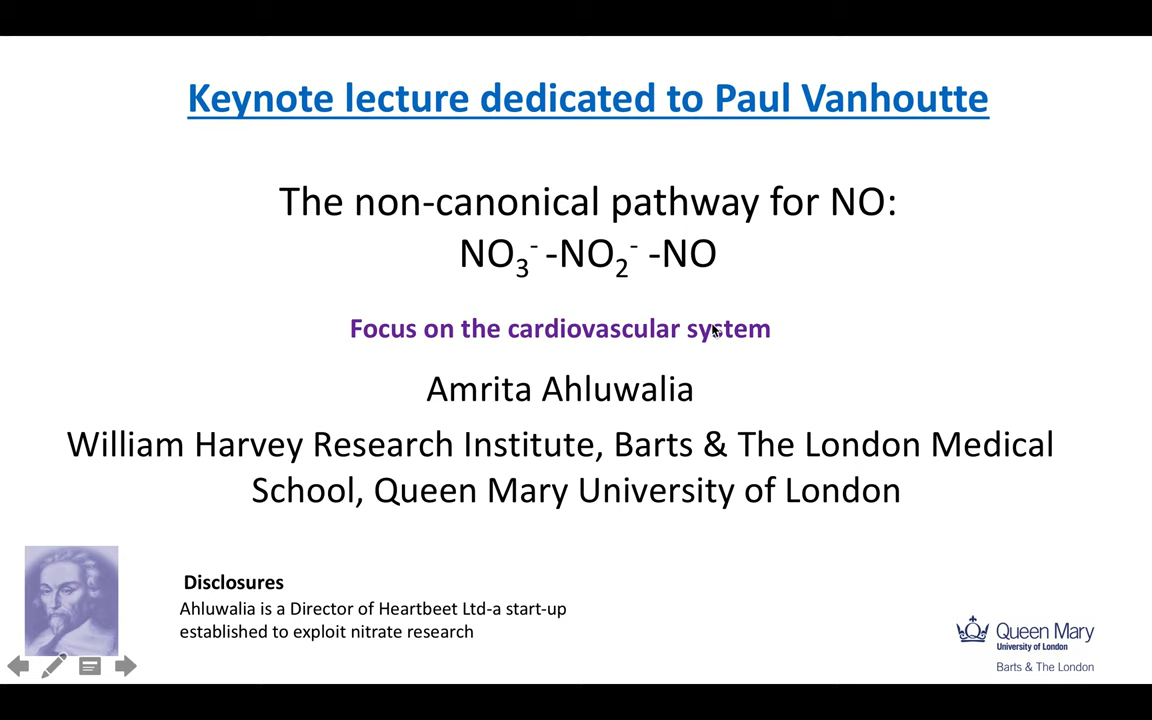 Keynote lecture dedicated to Paul Vanhoutte
The non-canonical pathway for NO:
NO₃⁻ -NO₂⁻ -NO
Focus on the cardiovascular system
Amrita Ahluwalia
William Harvey Research Institute, Barts & The London Medical
School, Queen Mary University of London
Disclosures
Ahluwalia is a Director of Heartbeet Ltd-a start-up
established to exploit nitrate research
Queen Mary
University of London
Barts & The London